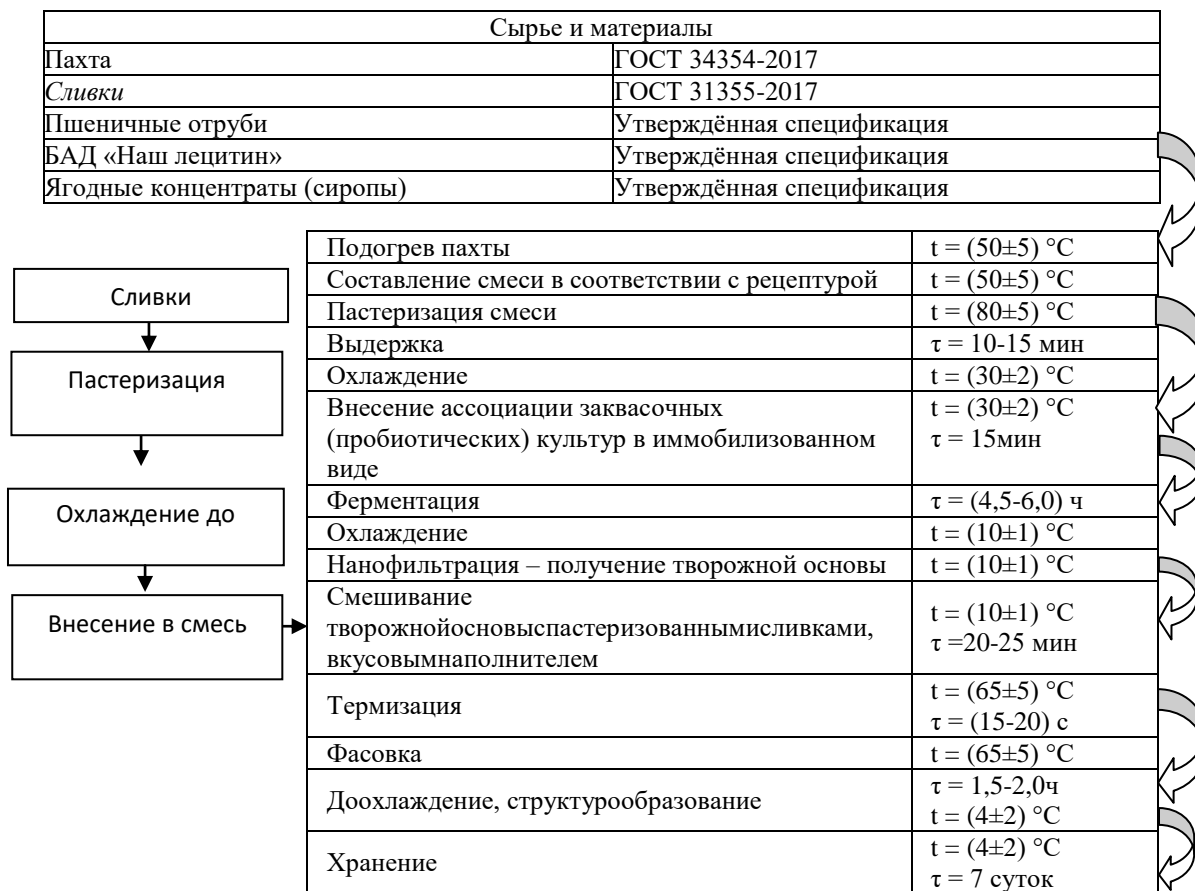 Сырье и материалы
Пахта ГОСТ 34354-2017
Сливки ГОСТ 31355-2017
Пшеничные отруби Утверждённая спецификация
БАД «Наш лецитин» Утверждённая спецификация
Ягодные концентраты (сиропы) Утверждённая спецификация
Сливки
Пастеризация
Охлаждение до
Внесение в смесь
Подогрев пахты t = (50±5) °С
Составление смеси в соответствии с рецептурой t = (50±5) °С
Пастеризация смеси t = (80±5) °С
Выдержка τ = 10-15 мин
Охлаждение t = (30±2) °С
Внесение ассоциации заквасочных t = (30±2) °С
(пробиотических) культур в иммобилизованном τ = 15мин
виде
Ферментация τ = (4,5-6,0) ч
Охлаждение t = (10±1) °С
Нанофильтрация – получение творожной основы t = (10±1) °С
Смешивание
творожнойосновыспастеризованнымисливками,
вкусовымнаполнителем
t = (10±1) °С
τ =20-25 мин
Термизация
t = (65±5) °С
τ = (15-20) с
Фасовка t = (65±5) °С
Доохлаждение, структурообразование
τ = 1,5-2,0ч
t = (4±2) °С
Хранение
t = (4±2) °С
τ = 7 суток